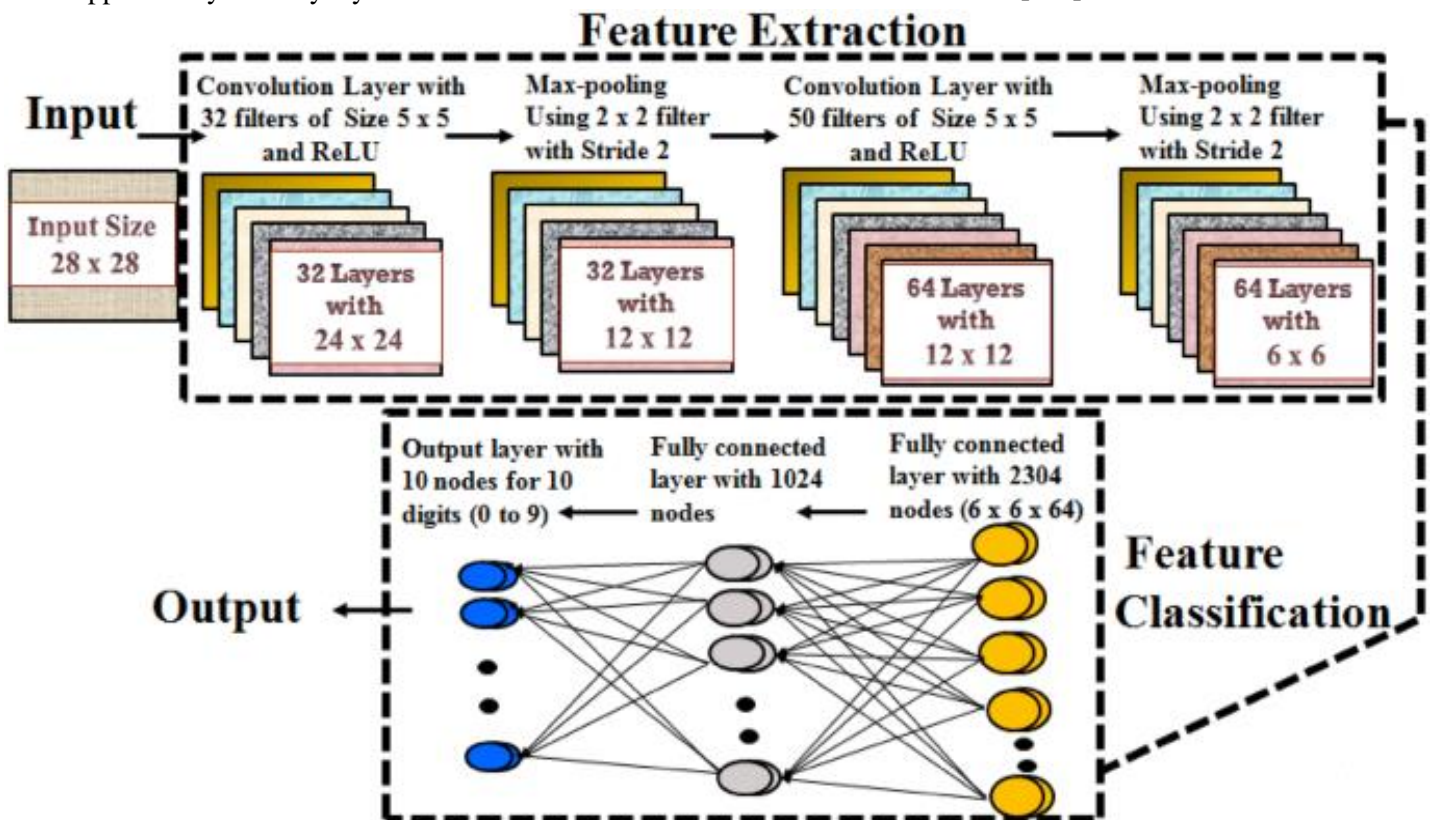 Feature Extraction
Input
Convolution Layer with
32 filters of Size 5 x 5
and ReLU
Max-pooling
Using 2 x 2 filter
with Stride 2
Convolution Layer with
50 filters of Size 5 x 5
and ReLU
Max-pooling
Using 2 x 2 filter
with Stride 2
Input Size
28 x 28
32 Layers
with
24 x 24
32 Layers
with
12 x 12
64 Layers
with
12 x 12
64 Layers
with
6 x 6
Output layer with
10 nodes for 10
digits (0 to 9)
Fully connected
layer with 1024
nodes
Fully connected
layer with 2304
nodes (6 x 6 x 64)
Feature
Classification
Output